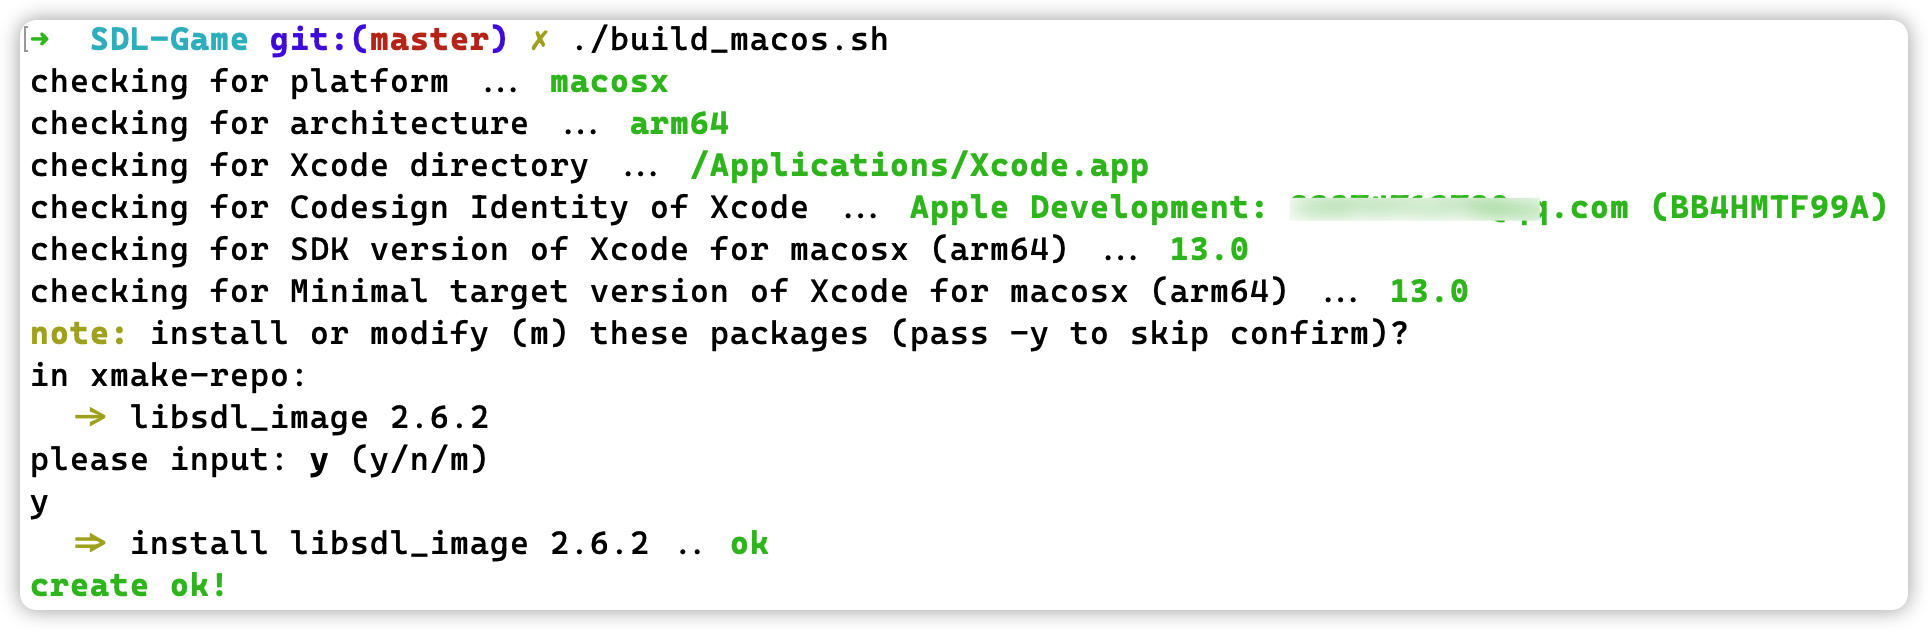 ➜ SDL-Game git:(master) ✗ ./build_macos.sh
checking for platform ... macosx
checking for architecture ... arm64
checking for Xcode directory ... /Applications/Xcode.app
checking for Codesign Identity of Xcode ... Apple Development: .com (BB4HMTF99A)
checking for SDK version of Xcode for macosx (arm64) ... 13.0
checking for Minimal target version of Xcode for macosx (arm64) ... 13.0
note: install or modify (m) these packages (pass -y to skip confirm)?
in xmake-repo:
=> libsdl_image 2.6.2
please input: y (y/n/m)
y
=> install libsdl_image 2.6.2 .. ok
create ok!